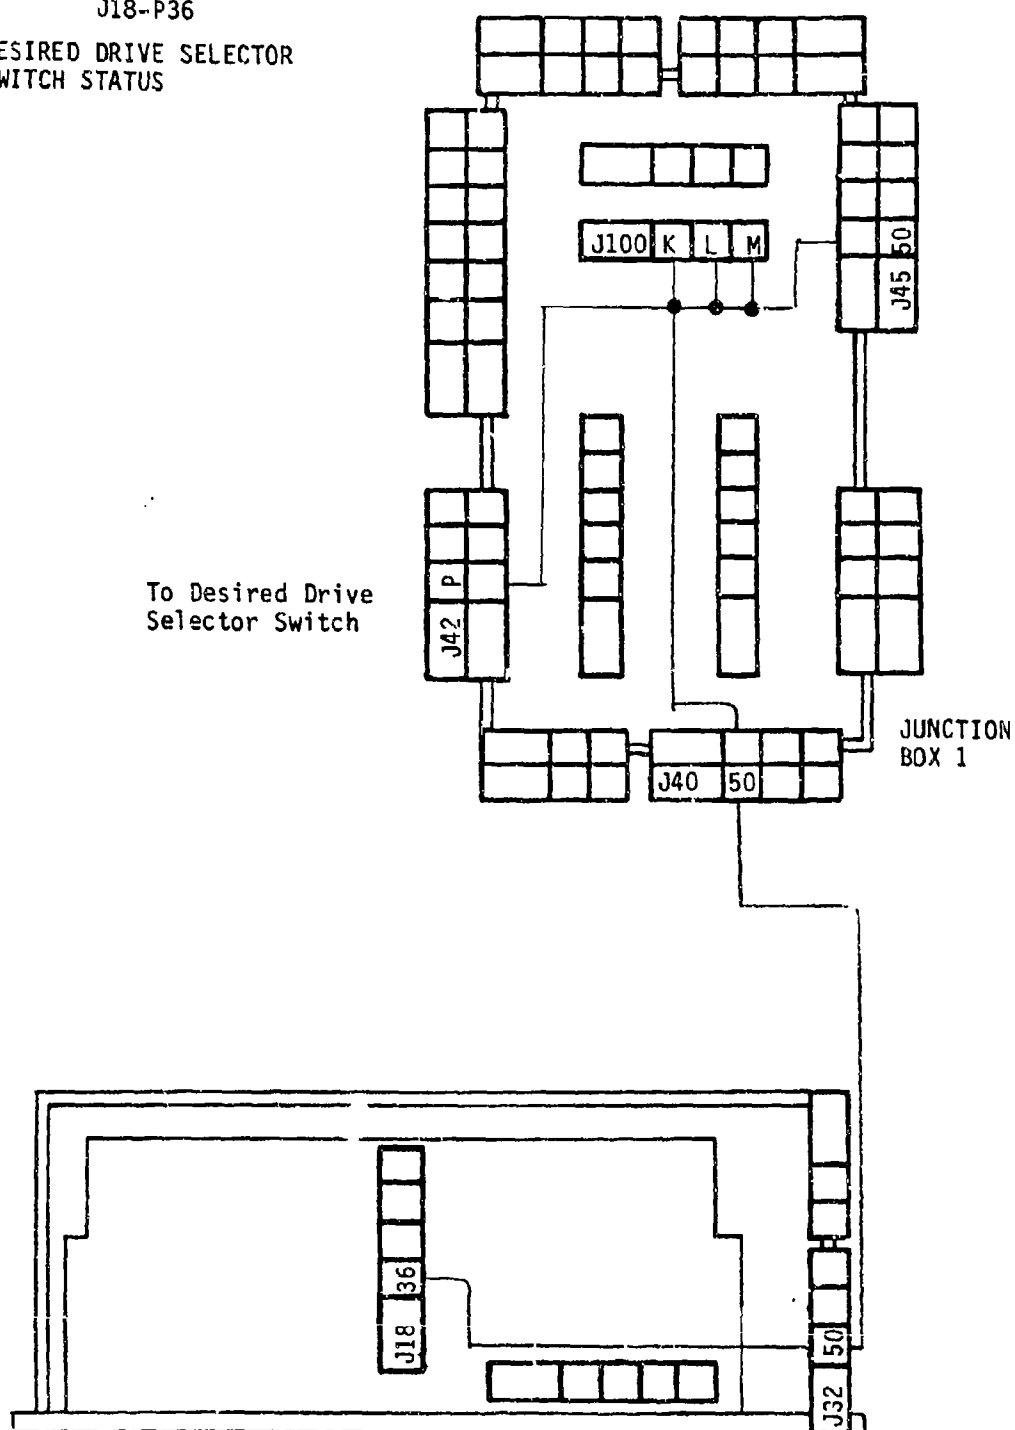 J18-P36
ESIRED DRIVE SELECTOR
WITCH STATUS
J100 K L M
50
J45
To Desired Drive
Selector Switch
P
J42
JUNCTION
BOX 1
J40 50
36
J18
50
J32